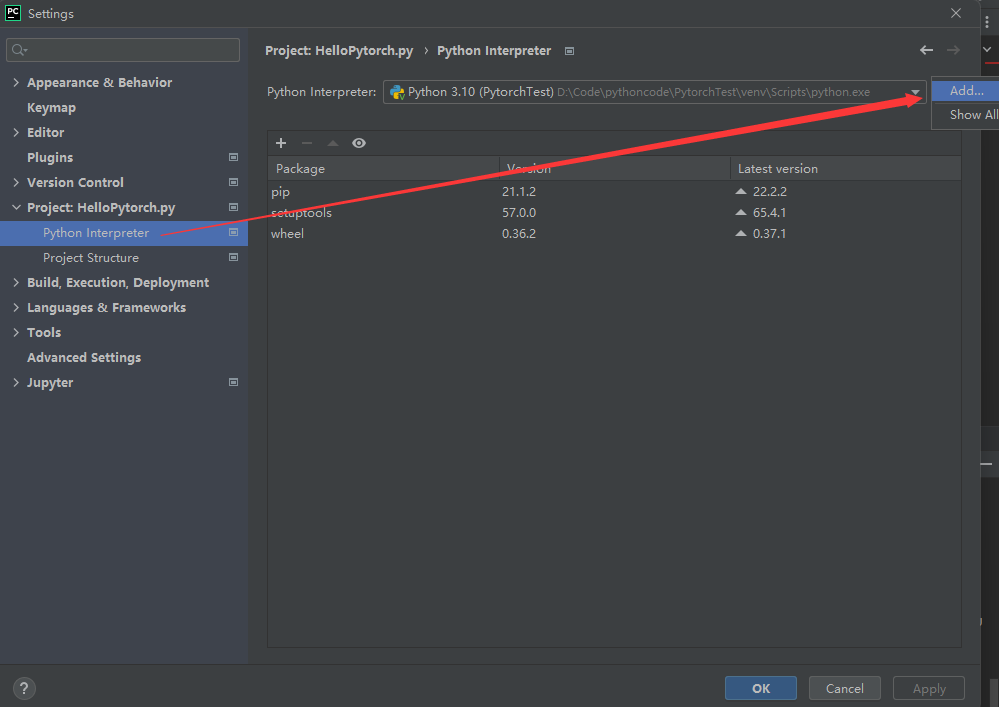 PC Settings
Project: HelloPytorch.py › Python Interpreter
Appearance & Behavior
Keymap
Editor
Plugins
Version Control
Project: HelloPytorch.py
Python Interpreter
Project Structure
Build, Execution, Deployment
Languages & Frameworks
Tools
Advanced Settings
Jupyter
Python Interpreter: Python 3.10 (PytorchTest) D:\Code\pythoncode\PytorchTest\venv\Scripts\python.exe
Add...
Show All
Package Version Latest version
pip 21.1.2 22.2.2
setuptools 57.0.0 65.4.1
wheel 0.36.2 0.37.1
? OK Cancel Apply